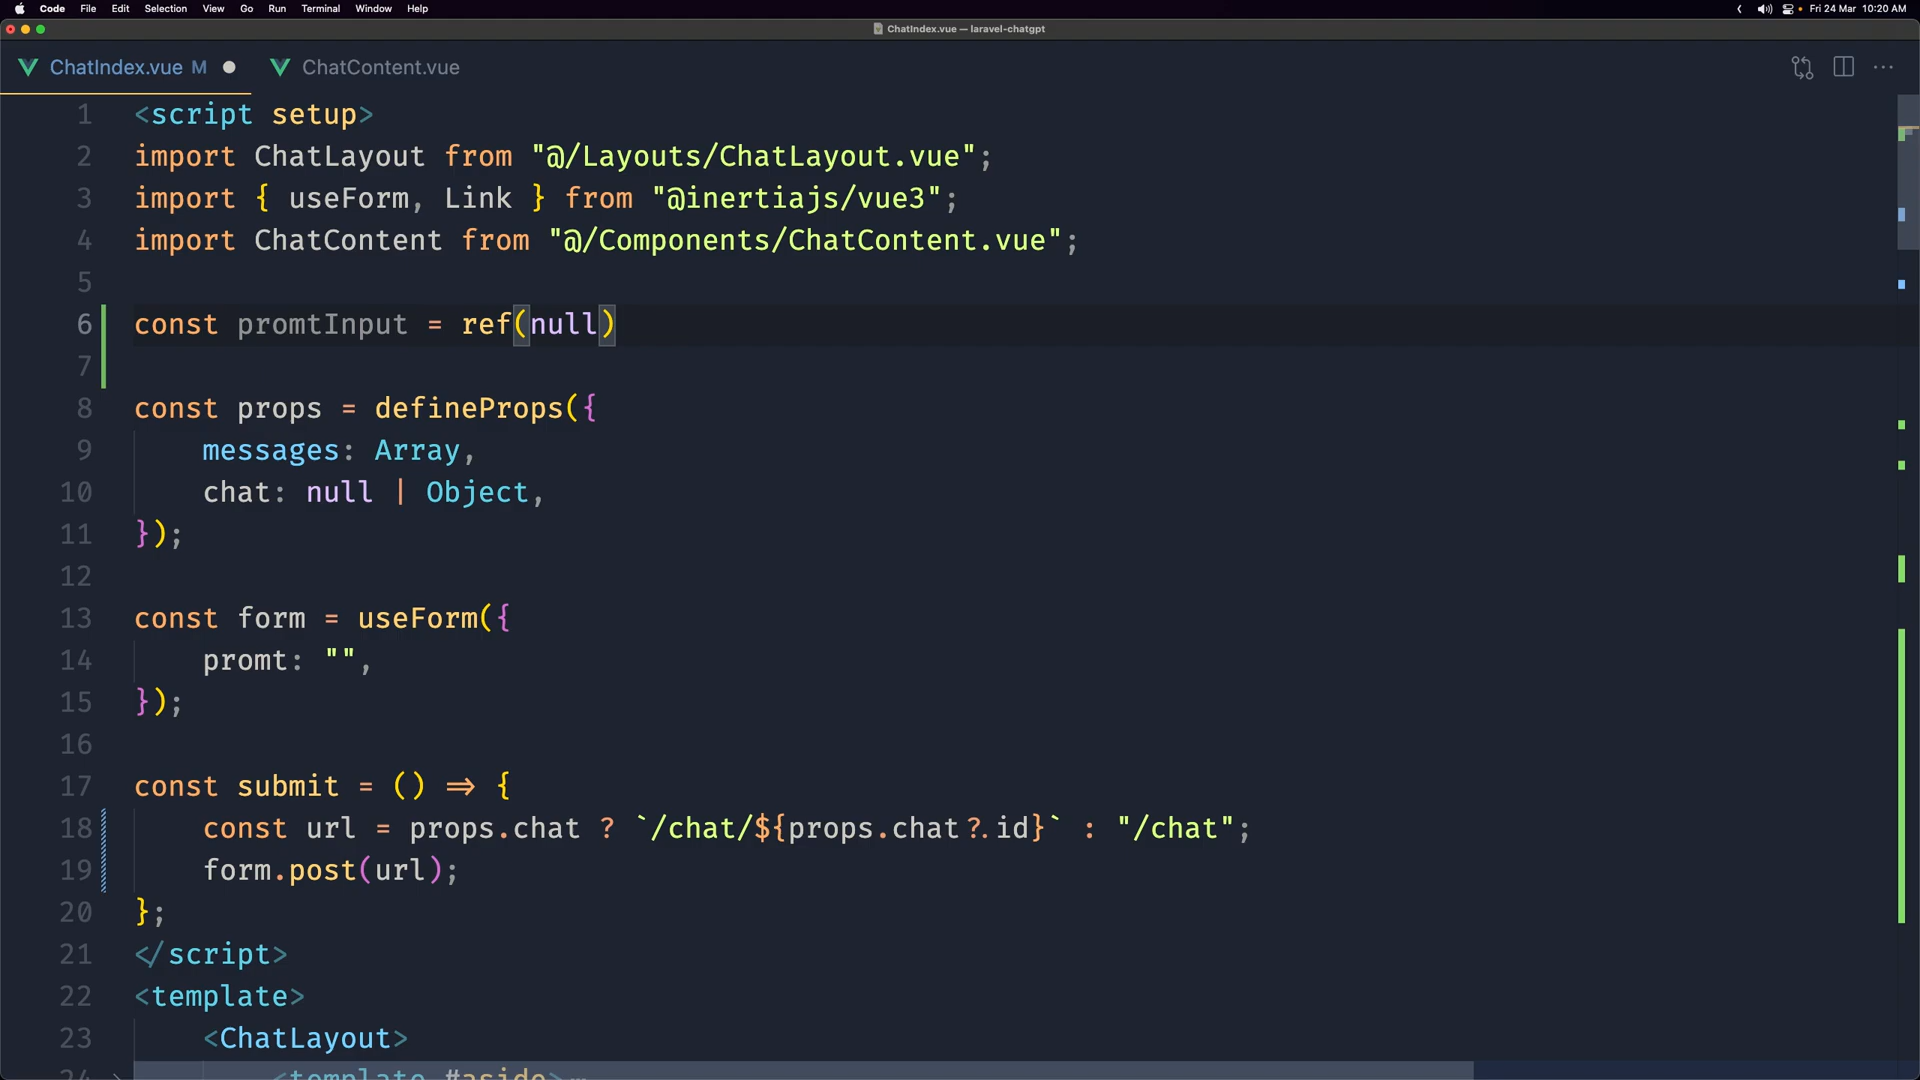 Code File Edit Selection View Go Run Terminal Window Help Fri 24 Mar 10:20 AM
ChatIndex.vue — laravel-chatgpt
ChatIndex.vue M ChatContent.vue
1 <script setup>
2 import ChatLayout from "@/Layouts/ChatLayout.vue";
3 import { useForm, Link } from "@inertiajs/vue3";
4 import ChatContent from "@/Components/ChatContent.vue";
5
6 const promtInput = ref(null)
7
8 const props = defineProps({
9 messages: Array,
10 chat: null | Object,
11 });
12
13 const form = useForm({
14 promt: "",
15 });
16
17 const submit = () => {
18 const url = props.chat ? `/chat/${props.chat?.id}` : "/chat";
19 form.post(url);
20 };
21 </script>
22 <template>
23 <ChatLayout>
24 <template #aside>